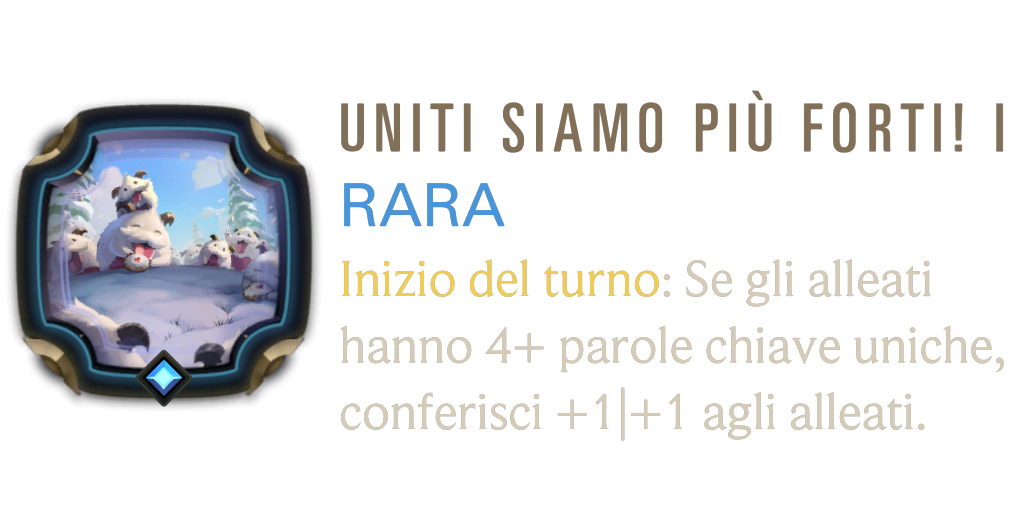 UNITI SIAMO PIÙ FORTI! I
RARA
Inizio del turno: Se gli alleati
hanno 4+ parole chiave uniche,
conferisci +1|+1 agli alleati.